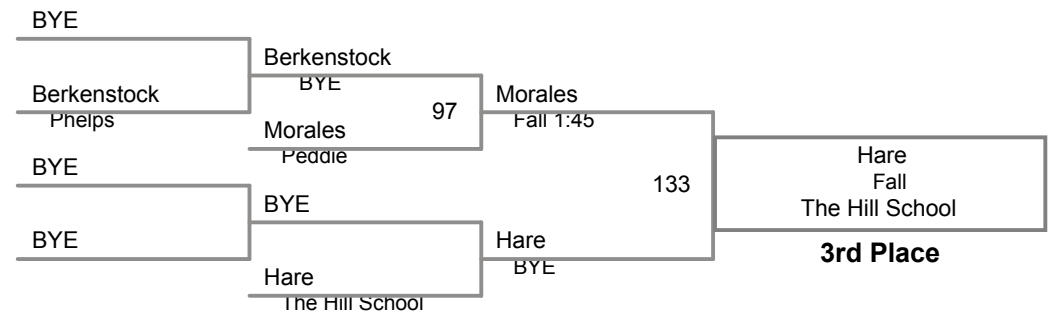 BYE
Berkenstock
Phelps
BYE
BYE
Berkenstock
BYE
97
Morales
Peddie
BYE
Hare
The Hill School
Morales
Fall 1:45
133
Hare
BYE
Hare
Fall
The Hill School
3rd Place